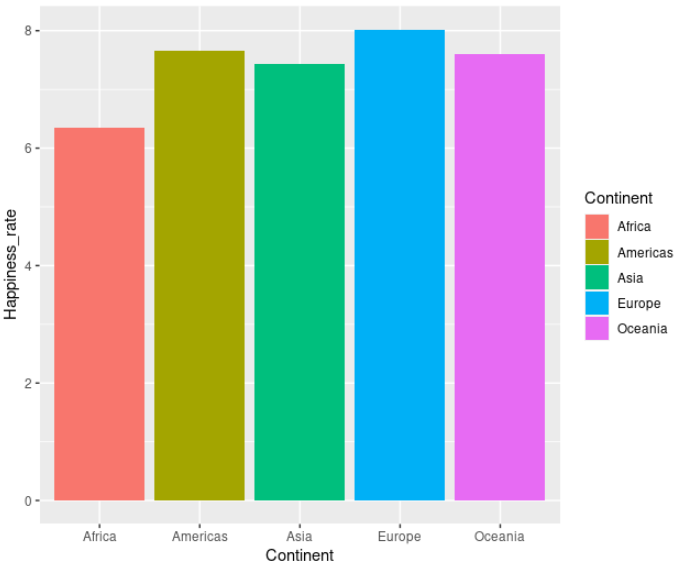 8
6
4
2
0
Happiness_rate
Africa Americas Asia Europe Oceania
Continent
Continent
Africa
Americas
Asia
Europe
Oceania